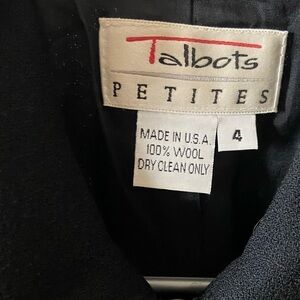 Talbots
PETITES
MADE IN U.S.A.
100% WOOL
DRY CLEAN ONLY
4